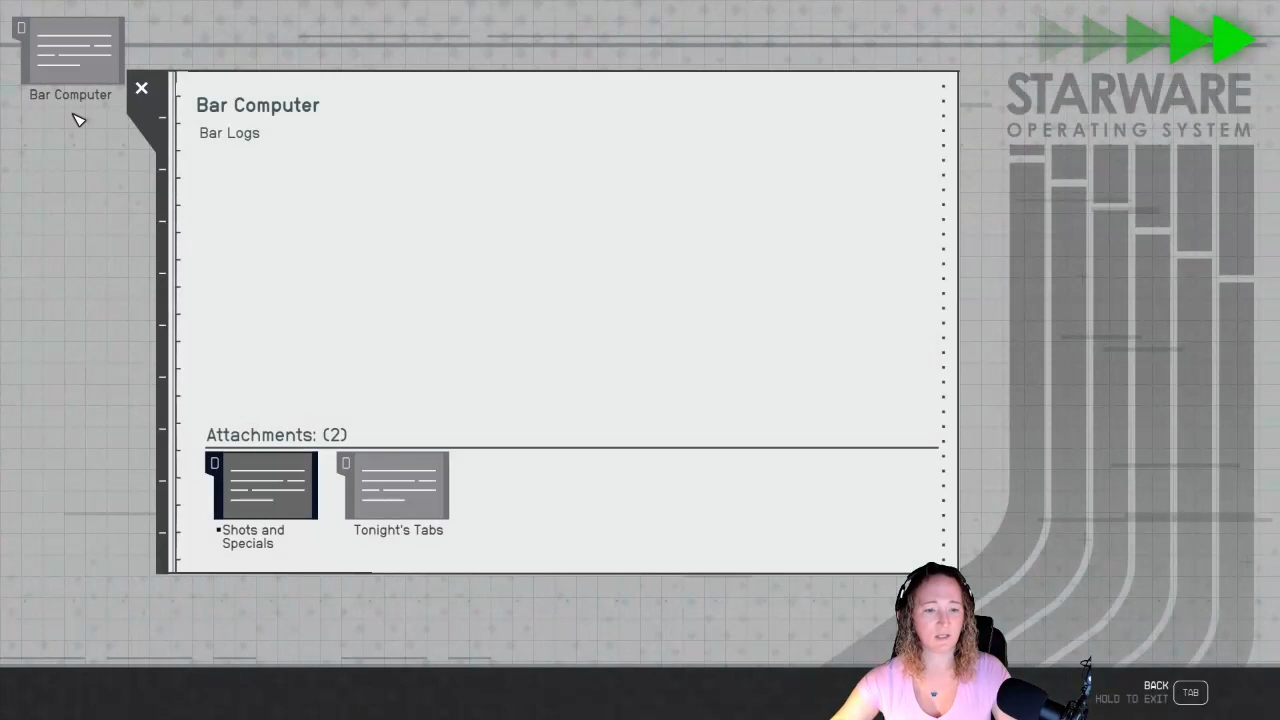 Bar Computer
STARWARE
OPERATING SYSTEM
Bar Computer
Bar Logs
Attachments: (2)
Shots and
Specials
Tonight's Tabs
BACK
HOLD TO EXIT
TAB